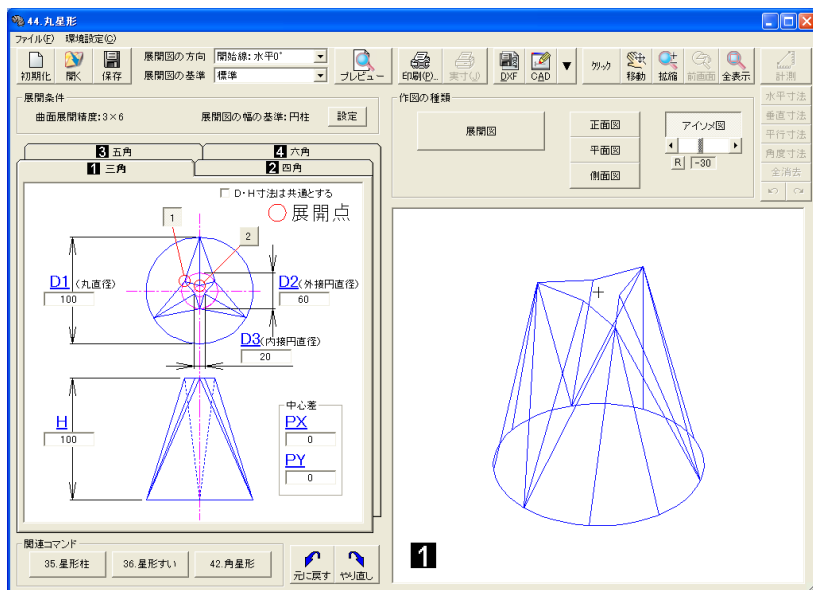 44.丸星形
ファイル(F) 環境設定(C)
初期化 開く 保存
展開図の方向 開始線:水平0°
展開図の基準 標準
プレビュー 印刷(P).. 実寸(J) DXF CAD クリック 移動 拡縮 前画面 全表示 計測
展開条件
曲面展開精度:3×6 展開図の幅の基準:円柱 設定
作図の種類
展開図
正面図
平面図
側面図
アイソメ図
R -30
水平寸法
垂直寸法
平行寸法
角度寸法
全消去
3 五角 4 六角
1 三角 2 四角
D・H寸法は共通とする
○展開点
1
2
D1 (丸直径)
100
D2(外接円直径)
60
D3(内接円直径)
20
H
100
中心差
PX
0
PY
0
関連コマンド
35.星形柱 36.星形すい 42.角星形
元に戻す やり直し
1